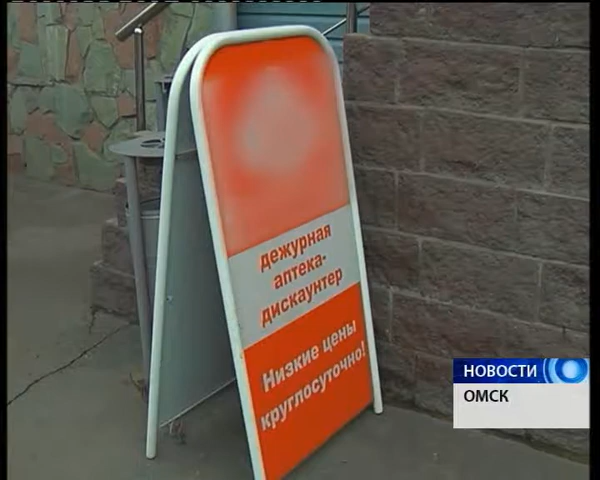 дежурная
аптека-
дискаунтер
Низкие цены
круглосуточно!
НОВОСТИ
ОМСК